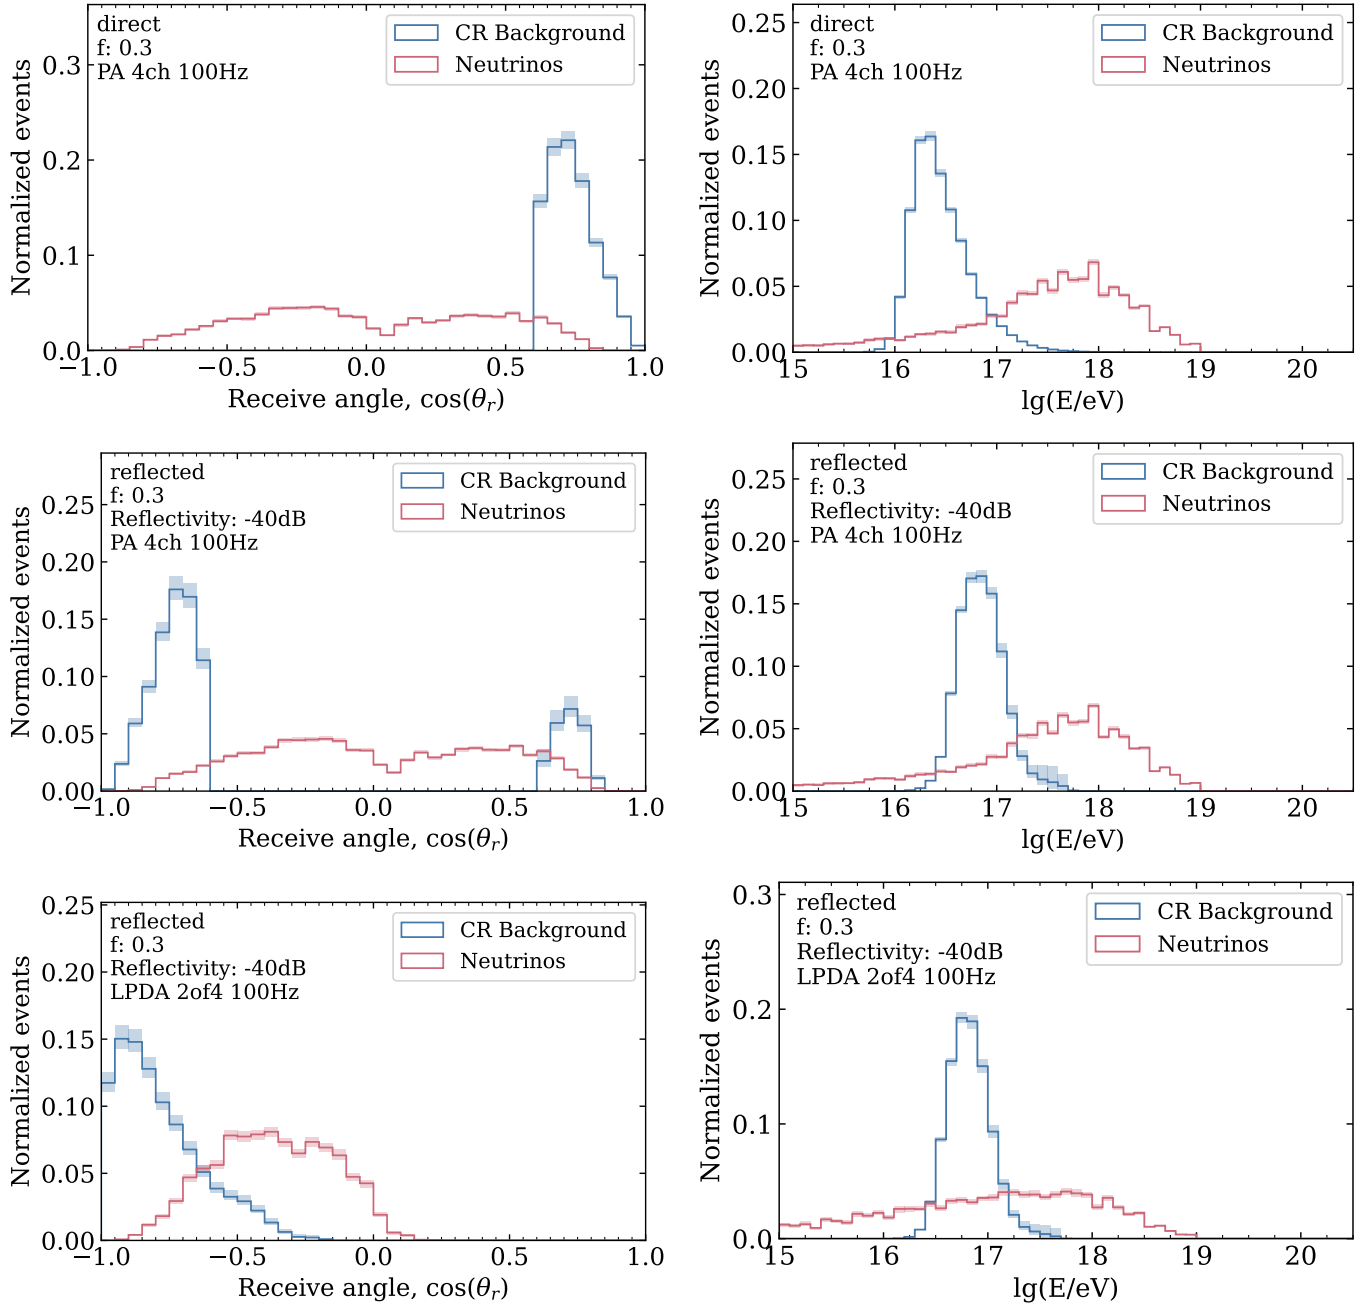 direct
f: 0.3
PA 4ch 100Hz
CR Background
Neutrinos
Normalized events
0.3
0.2
0.1
0.0
−1.0 −0.5 0.0 0.5 1.0
Receive angle, cos(θr)
direct
f: 0.3
PA 4ch 100Hz
CR Background
Neutrinos
Normalized events
0.25
0.20
0.15
0.10
0.05
0.00
15 16 17 18 19 20
lg(E/eV)
reflected
f: 0.3
Reflectivity: -40dB
PA 4ch 100Hz
CR Background
Neutrinos
Normalized events
0.25
0.20
0.15
0.10
0.05
0.00
−1.0 −0.5 0.0 0.5 1.0
Receive angle, cos(θr)
reflected
f: 0.3
Reflectivity: -40dB
PA 4ch 100Hz
CR Background
Neutrinos
Normalized events
0.25
0.20
0.15
0.10
0.05
0.00
15 16 17 18 19 20
lg(E/eV)
reflected
f: 0.3
Reflectivity: -40dB
LPDA 2of4 100Hz
CR Background
Neutrinos
Normalized events
0.25
0.20
0.15
0.10
0.05
0.00
−1.0 −0.5 0.0 0.5 1.0
Receive angle, cos(θr)
reflected
f: 0.3
Reflectivity: -40dB
LPDA 2of4 100Hz
CR Background
Neutrinos
Normalized events
0.3
0.2
0.1
0.0
15 16 17 18 19 20
lg(E/eV)